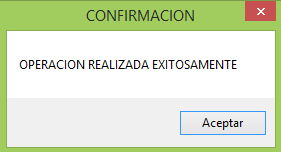 CONFIRMACION
OPERACION REALIZADA EXITOSAMENTE
Aceptar